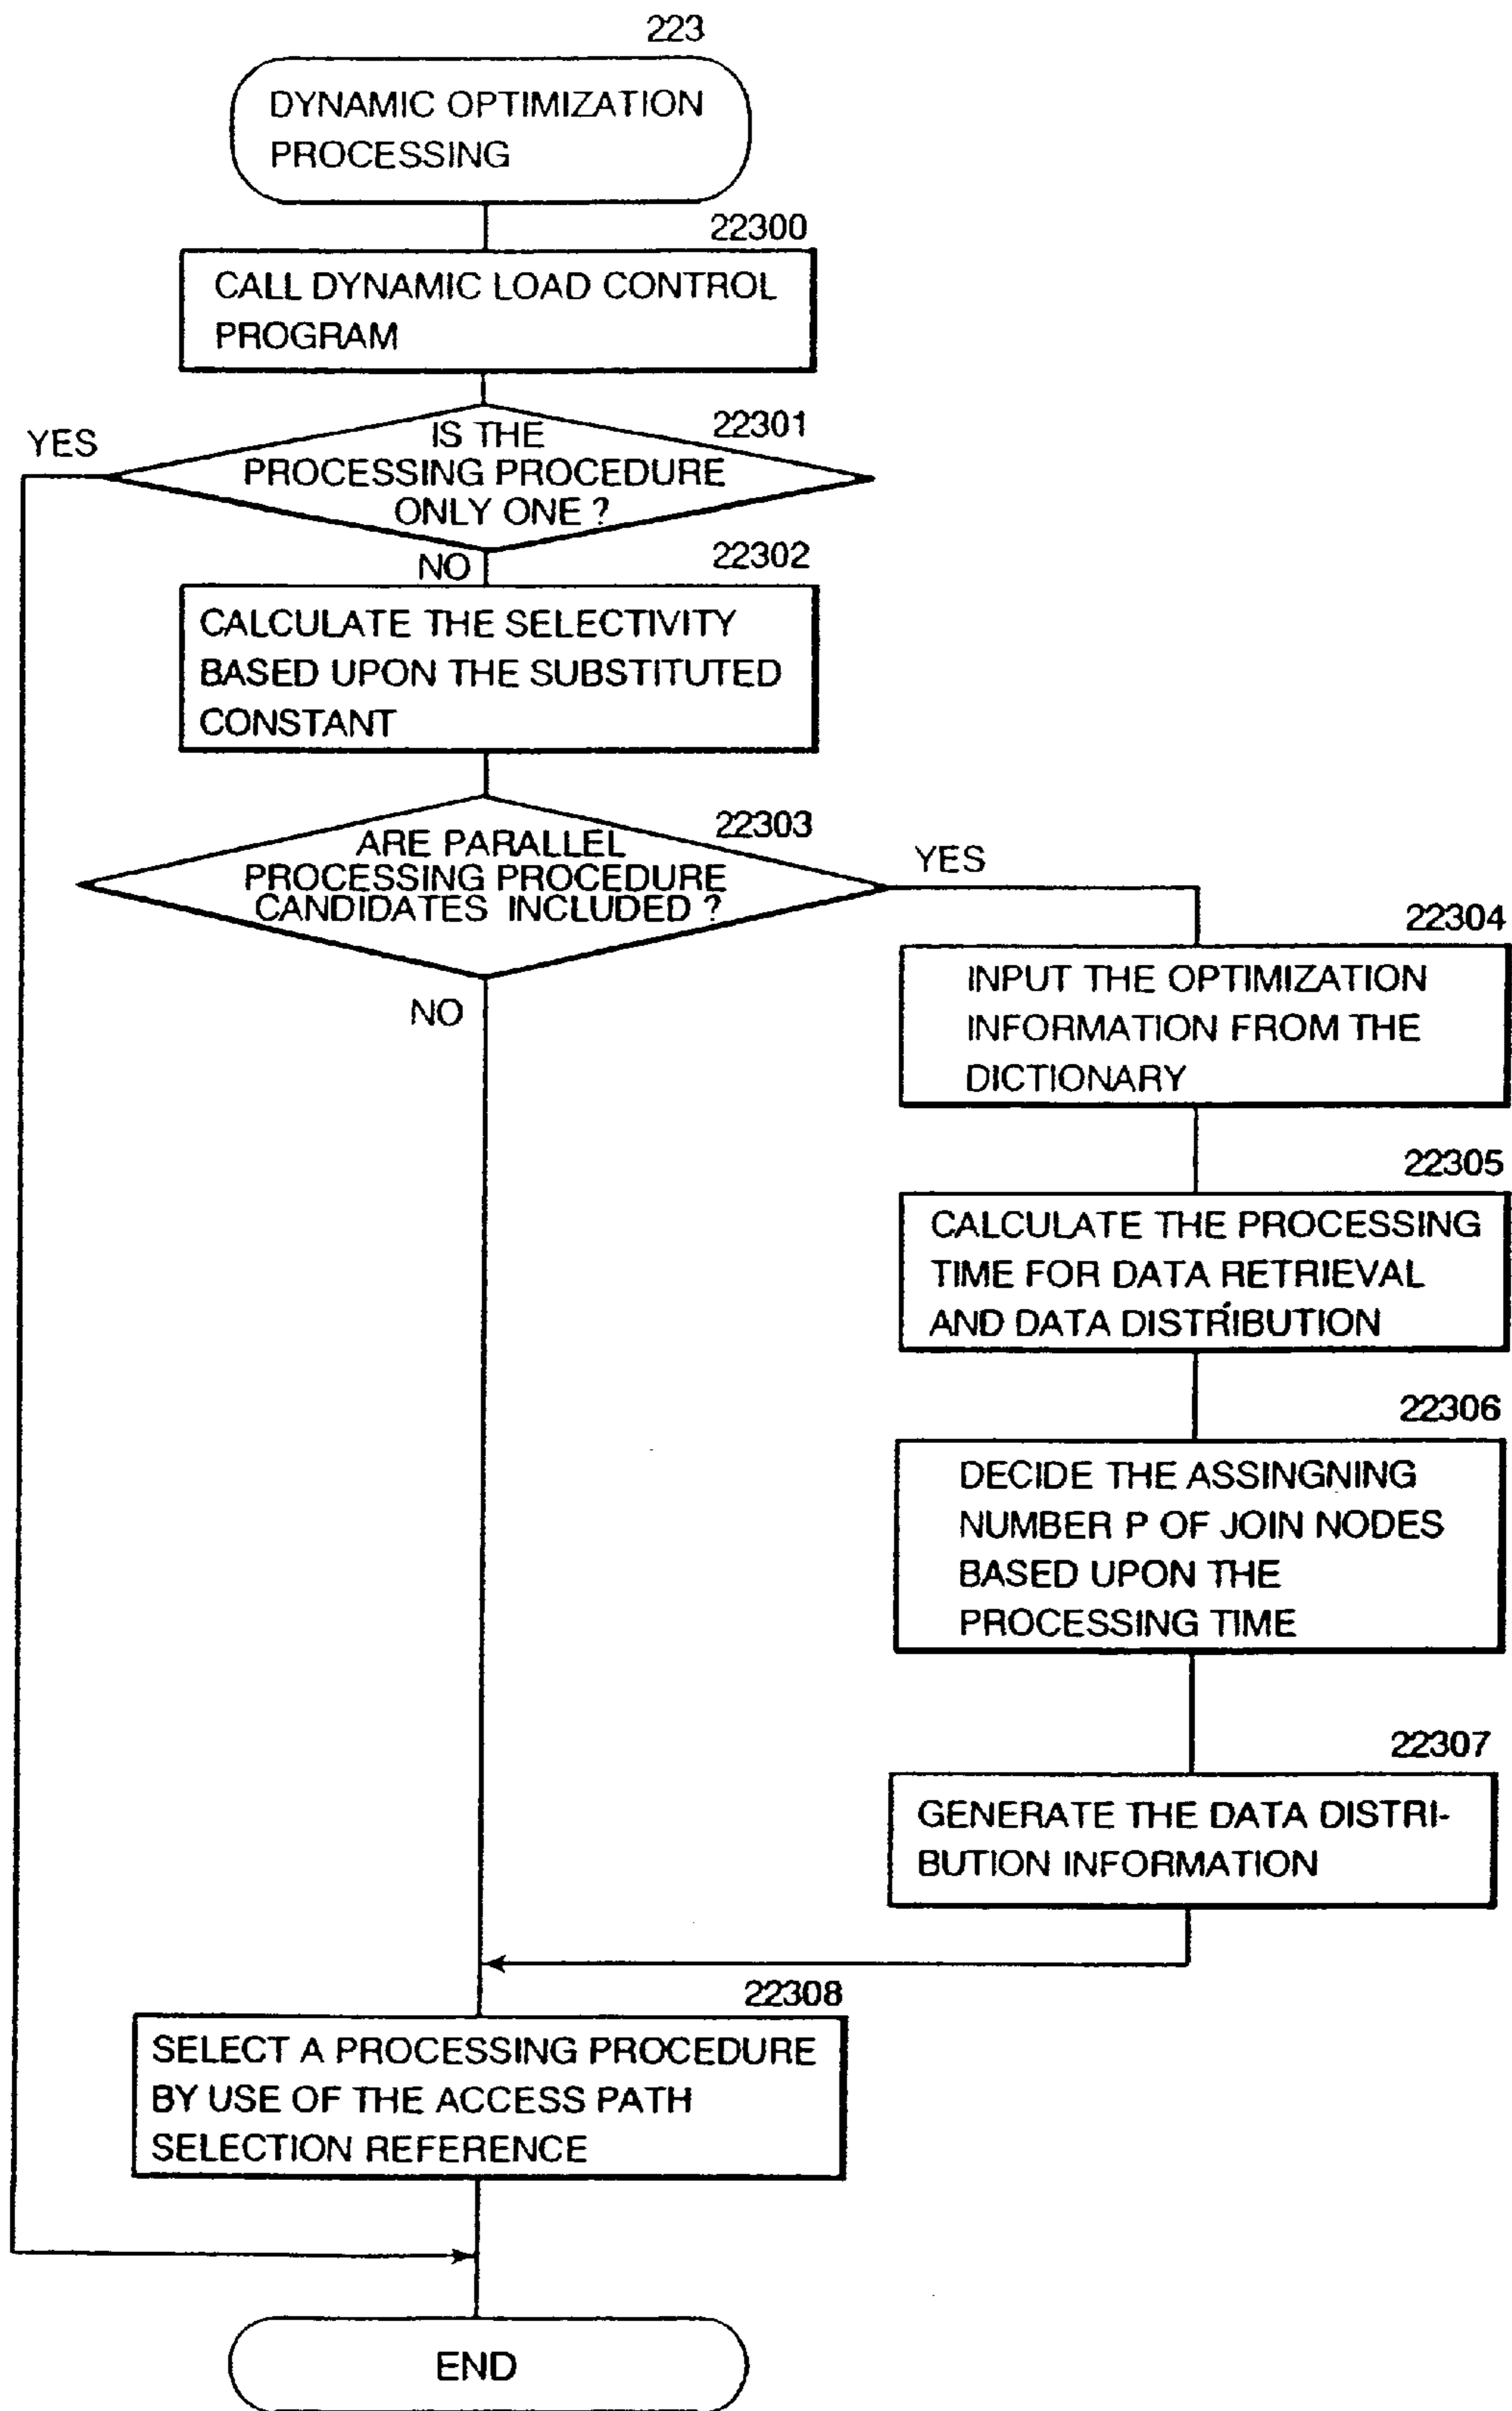 223
DYNAMIC OPTIMIZATION
PROCESSING
22300
CALL DYNAMIC LOAD CONTROL
PROGRAM
22301
YES
IS THE
PROCESSING PROCEDURE
ONLY ONE ?
NO
22302
CALCULATE THE SELECTIVITY
BASED UPON THE SUBSTITUTED
CONSTANT
22303
ARE PARALLEL
PROCESSING PROCEDURE
CANDIDATES INCLUDED ?
YES
NO
22304
INPUT THE OPTIMIZATION
INFORMATION FROM THE
DICTIONARY
22305
CALCULATE THE PROCESSING
TIME FOR DATA RETRIEVAL
AND DATA DISTRIBUTION
22306
DECIDE THE ASSINGNING
NUMBER P OF JOIN NODES
BASED UPON THE
PROCESSING TIME
22307
GENERATE THE DATA DISTRI-
BUTION INFORMATION
22308
SELECT A PROCESSING PROCEDURE
BY USE OF THE ACCESS PATH
SELECTION REFERENCE
END